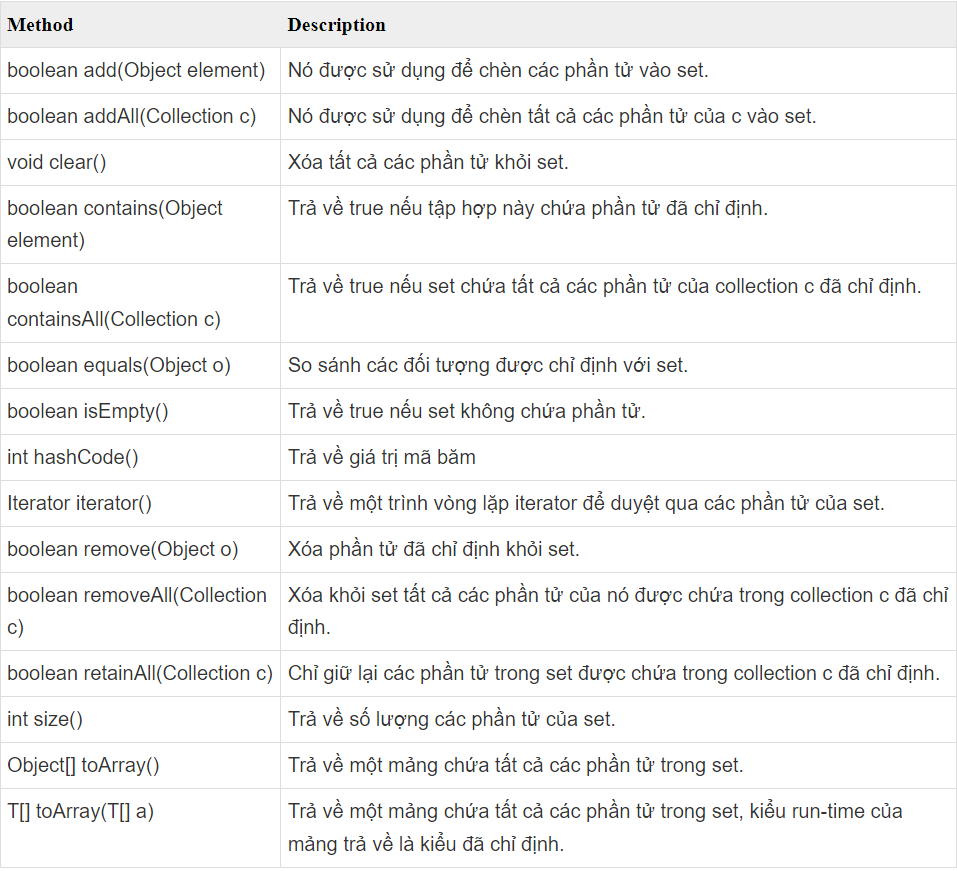 Method Description
boolean add(Object element) Nó được sử dụng để chèn các phần tử vào set.
boolean addAll(Collection c) Nó được sử dụng để chèn tất cả các phần tử của c vào set.
void clear() Xóa tất cả các phần tử khỏi set.
boolean contains(Object Trả về true nếu tập hợp này chứa phần tử đã chỉ định.
element)
boolean Trả về true nếu set chứa tất cả các phần tử của collection c đã chỉ định.
containsAll(Collection c)
boolean equals(Object o) So sánh các đối tượng được chỉ định với set.
boolean isEmpty() Trả về true nếu set không chứa phần tử.
int hashCode() Trả về giá trị mã băm
Iterator iterator() Trả về một trình vòng lặp iterator để duyệt qua các phần tử của set.
boolean remove(Object o) Xóa phần tử đã chỉ định khỏi set.
boolean removeAll(Collection Xóa khỏi set tất cả các phần tử của nó được chứa trong collection c đã chỉ
c) định.
boolean retainAll(Collection c) Chỉ giữ lại các phần tử trong set được chứa trong collection c đã chỉ định.
int size() Trả về số lượng các phần tử của set.
Object[] toArray() Trả về một mảng chứa tất cả các phần tử trong set.
T[] toArray(T[] a) Trả về một mảng chứa tất cả các phần tử trong set, kiểu run-time của
mảng trả về là kiểu đã chỉ định.